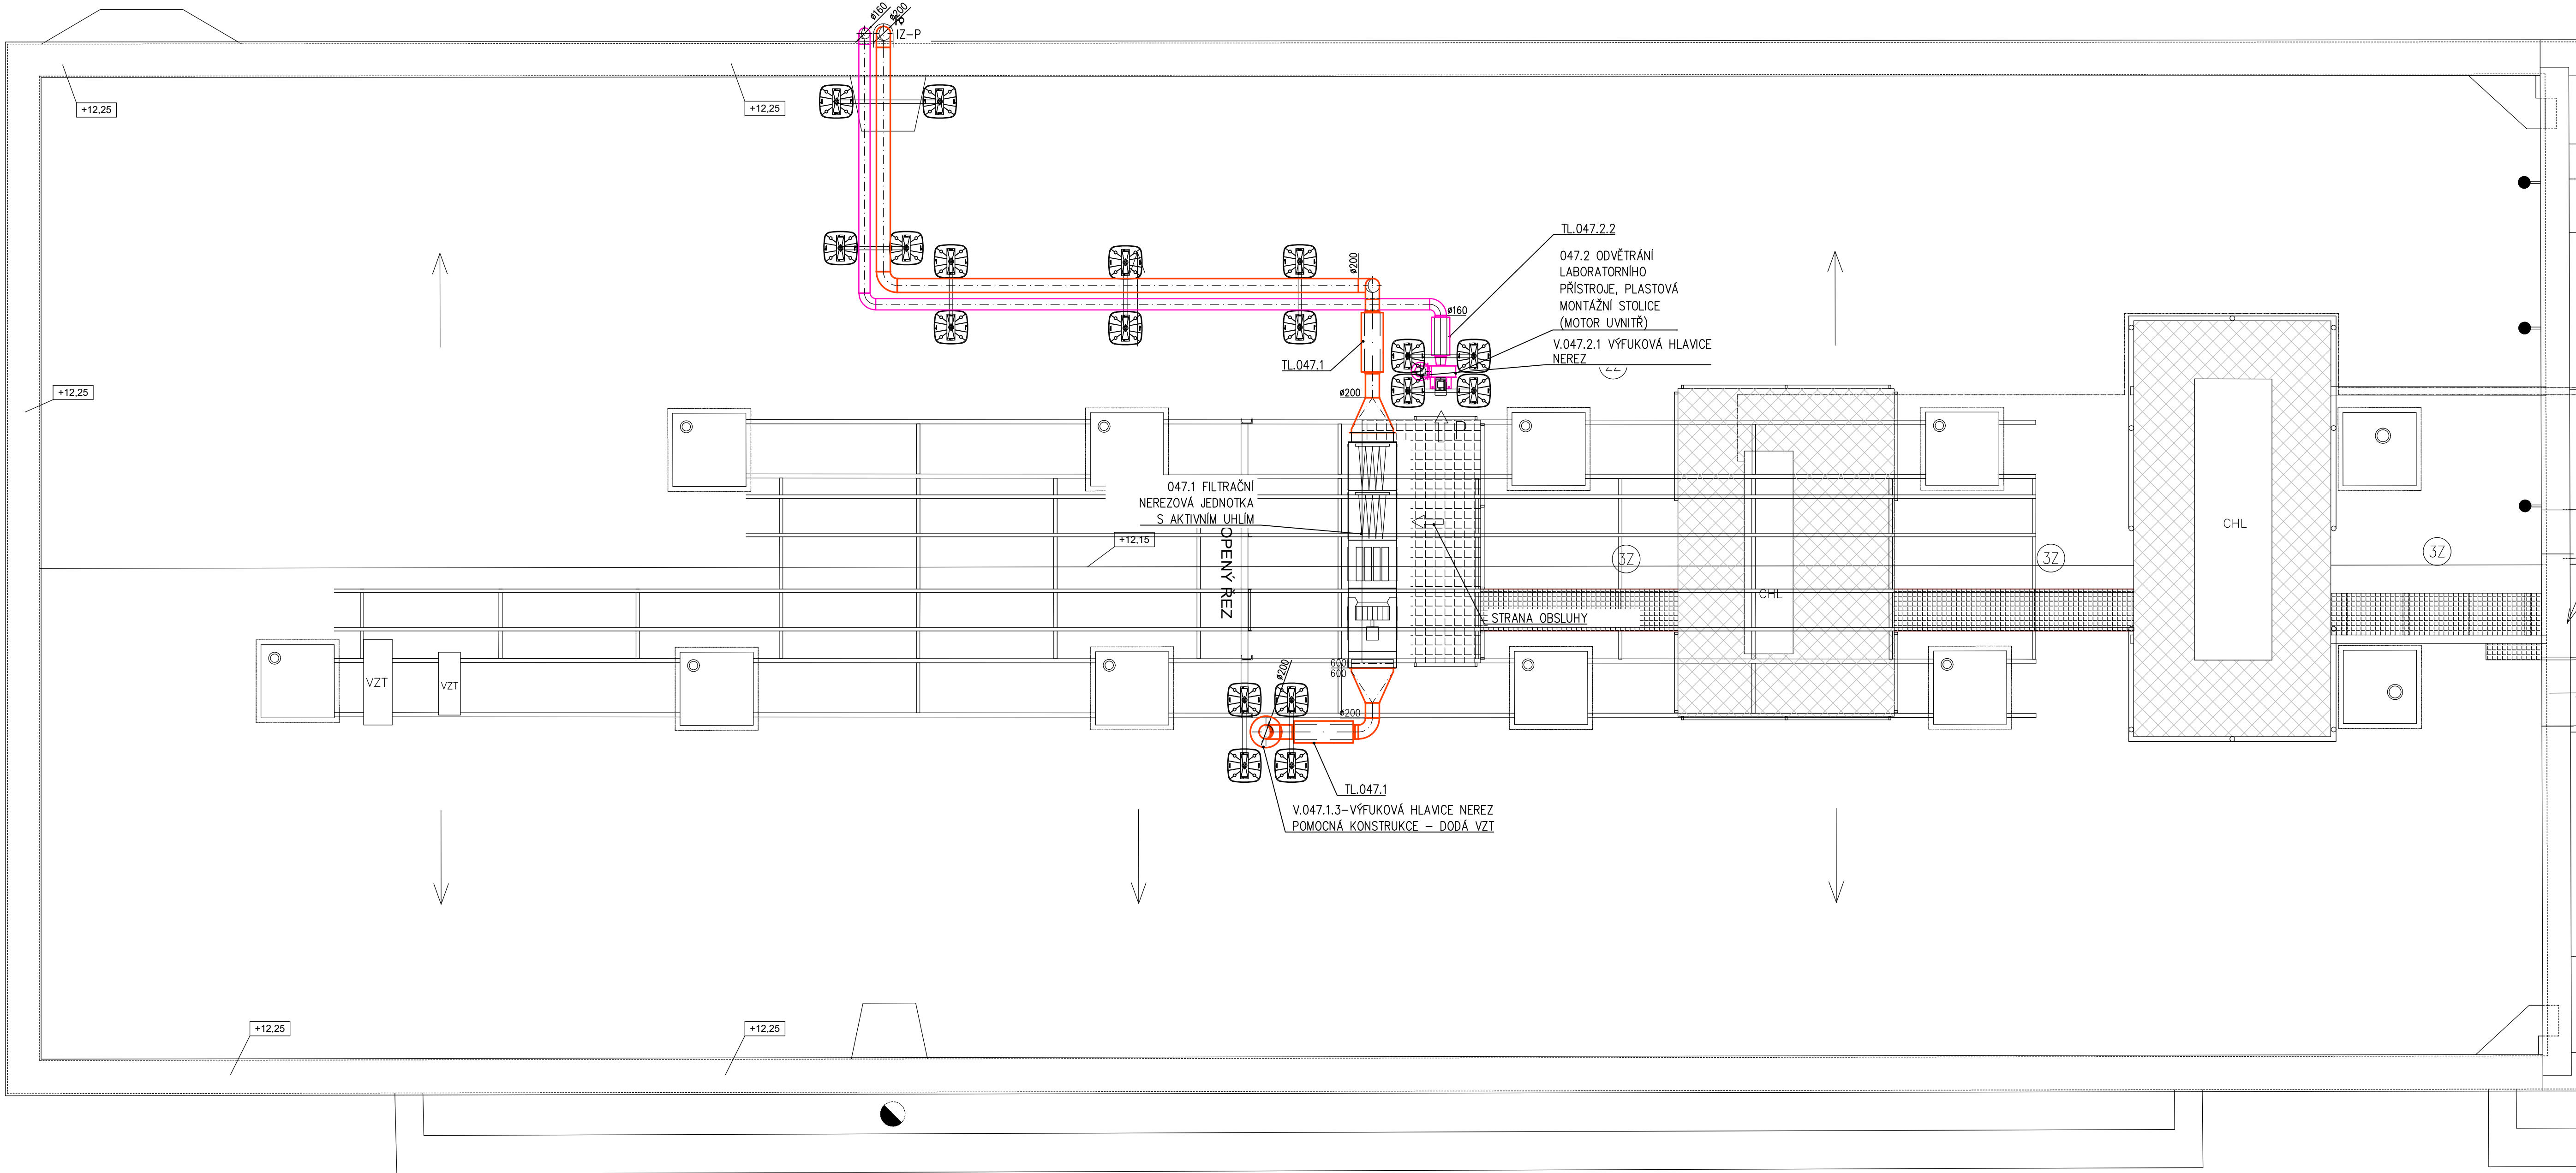 ø160
ø200
P
IZ-P
+12,25
+12,25
TL.047.2.2
047.2 ODVĚTRÁNÍ
LABORATORNÍHO
PŘÍSTROJE, PLASTOVÁ
MONTÁŽNÍ STOLICE
(MOTOR UVNITŘ)
V.047.2.1 VÝFUKOVÁ HLAVICE
NEREZ
ø200
ø160
TL.047.1
ø200
+12,25
P
047.1 FILTRAČNÍ
NEREZOVÁ JEDNOTKA
S AKTIVNÍM UHLÍM
+12,15
OPENÝ ŘEZ
3Z
3Z
3Z
CHL
CHL
STRANA OBSLUHY
600
600
ø200
ø200
VZT
VZT
TL.047.1
V.047.1.3-VÝFUKOVÁ HLAVICE NEREZ
POMOCNÁ KONSTRUKCE – DODÁ VZT
+12,25
+12,25